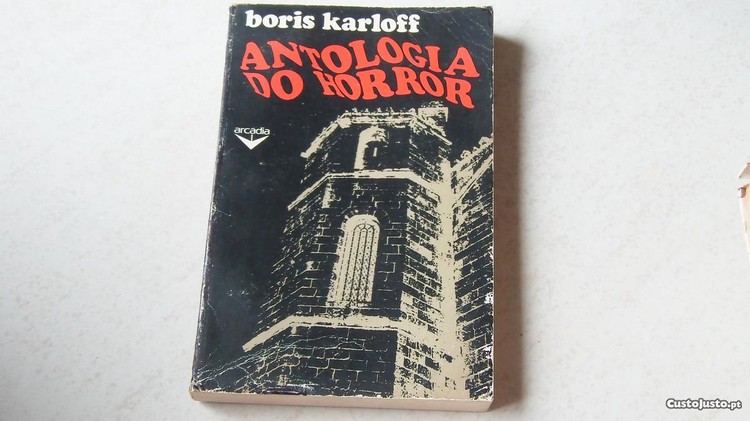 boris karloff
ANTOLOGIA
DO HORROR
arcadia
CustoJusto.pt